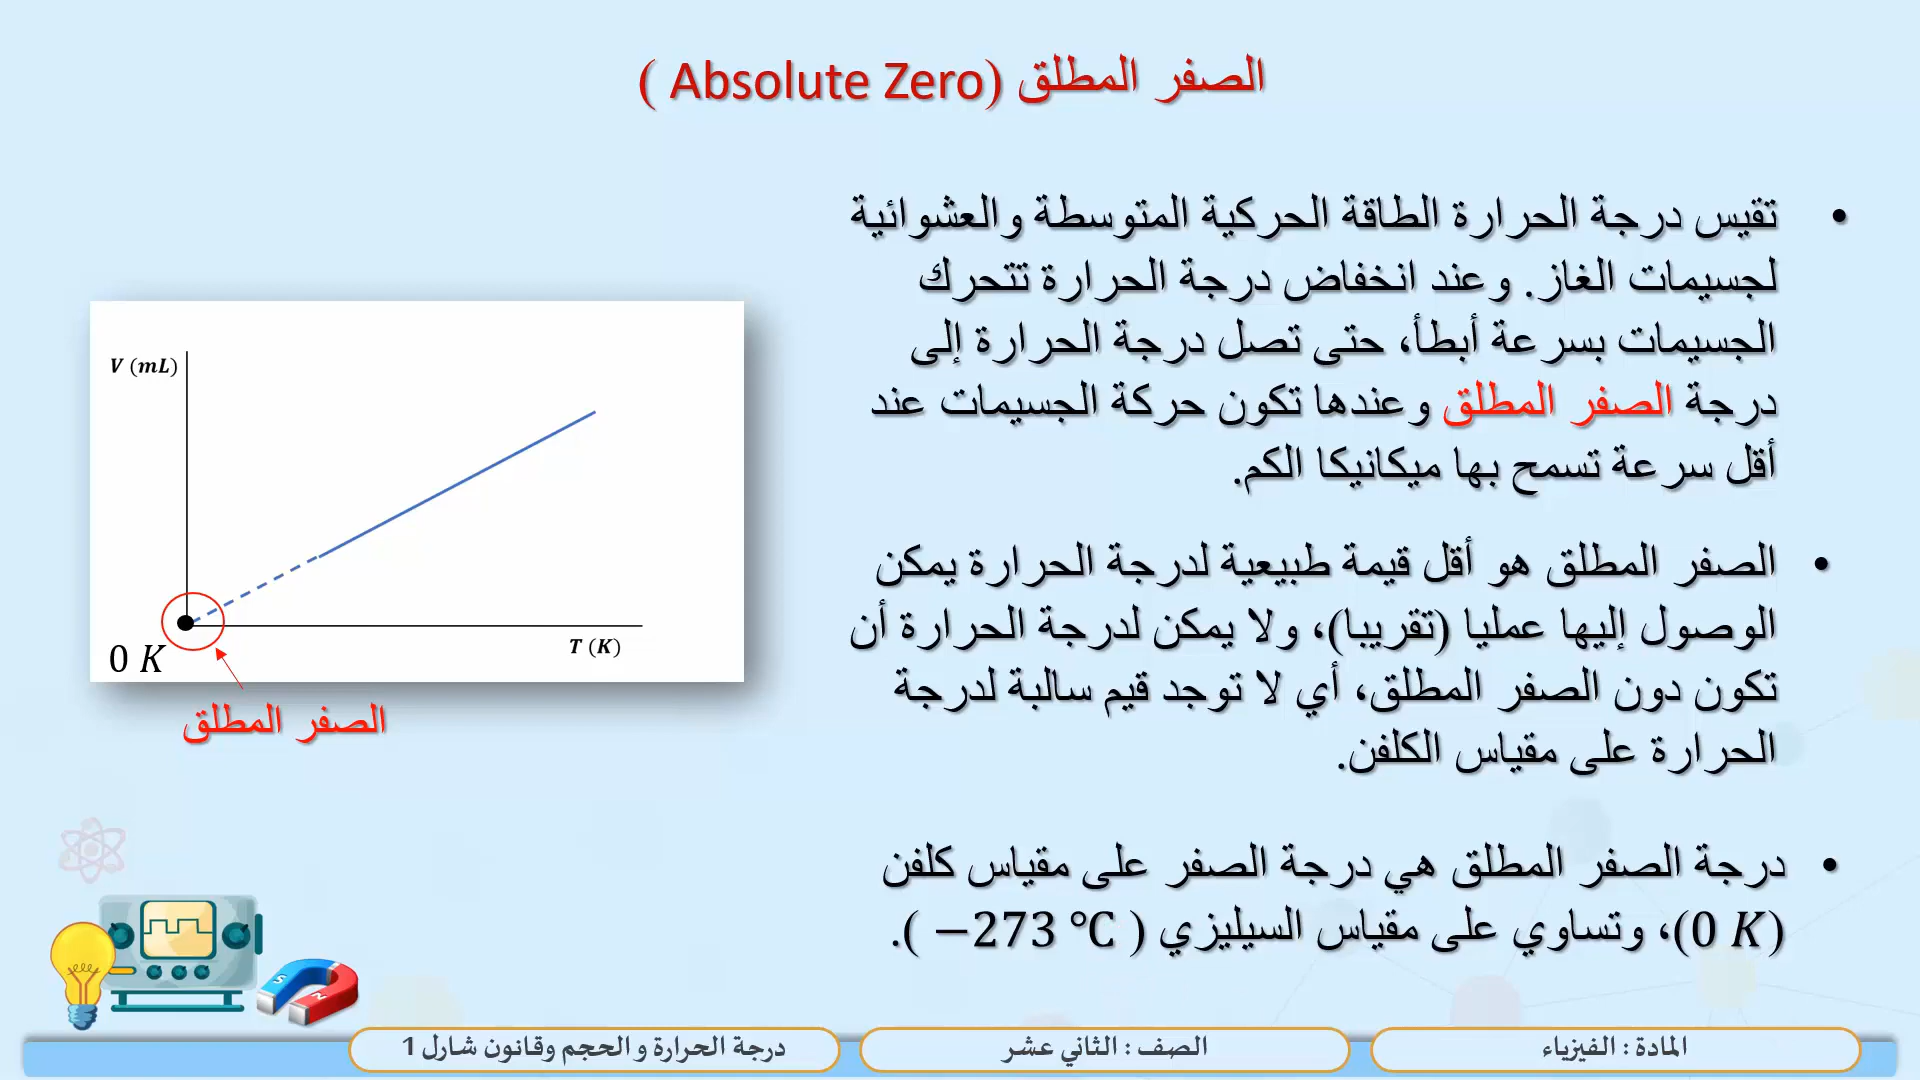 الصفر المطلق (Absolute Zero )
• تقيس درجة الحرارة الطاقة الحركية المتوسطة والعشوائية
لجسيمات الغاز. وعند انخفاض درجة الحرارة تتحرك
الجسيمات بسرعة أبطأ، حتى تصل درجة الحرارة إلى
درجة الصفر المطلق وعندها تكون حركة الجسيمات عند
أقل سرعة تسمح بها ميكانيكا الكم.
• الصفر المطلق هو أقل قيمة طبيعية لدرجة الحرارة يمكن
الوصول إليها عمليا (تقريبا)، ولا يمكن لدرجة الحرارة أن
تكون دون الصفر المطلق، أي لا توجد قيم سالبة لدرجة
الحرارة على مقياس الكلفن.
• درجة الصفر المطلق هي درجة الصفر على مقياس كلفن
(0 K)، وتساوي على مقياس السيليزي ( −273 °C ).
V (mL)
T (K)
0 K
الصفر المطلق
S
N
المادة : الفيزياء
الصف : الثاني عشر
درجة الحرارة و الحجم وقانون شارل 1